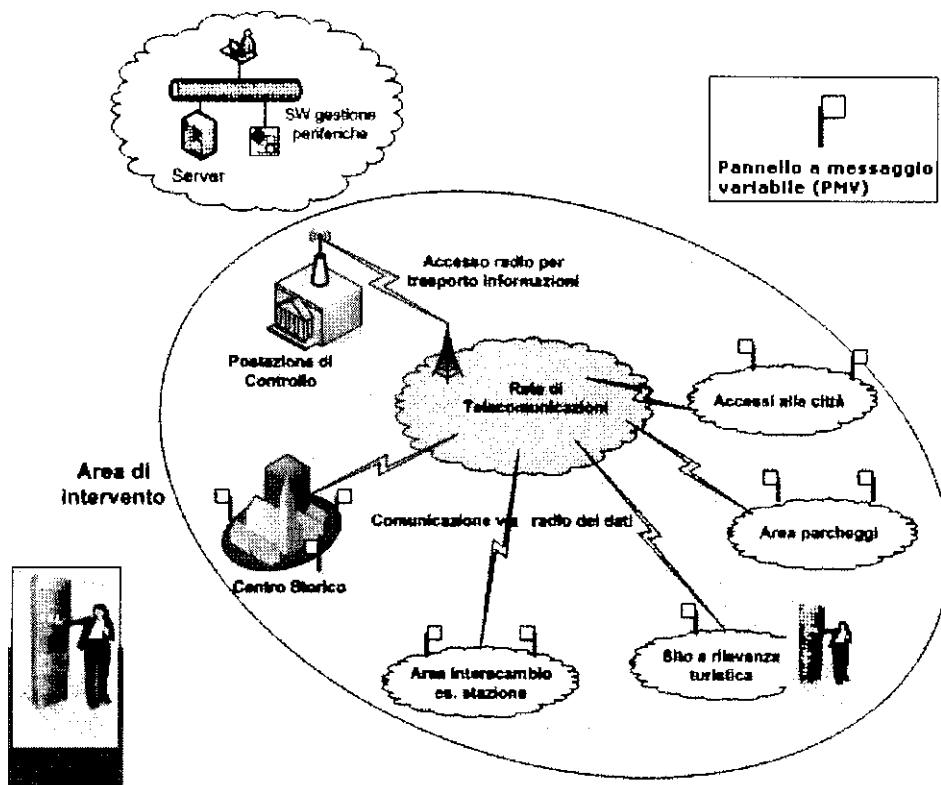 SW gestione
periferiche
Server
Pannello a messaggio
variabile (PMV)
Accesso radio per
trasporto informazioni
Postazione di
Controllo
Rete di
Telecomunicazioni
Accessi alla città
Area di
intervento
Comunicazione via radio dei dati
Area parcheggi
Centro Storico
Area interscambio
es. stazione
Sito a rilevanza
turistica